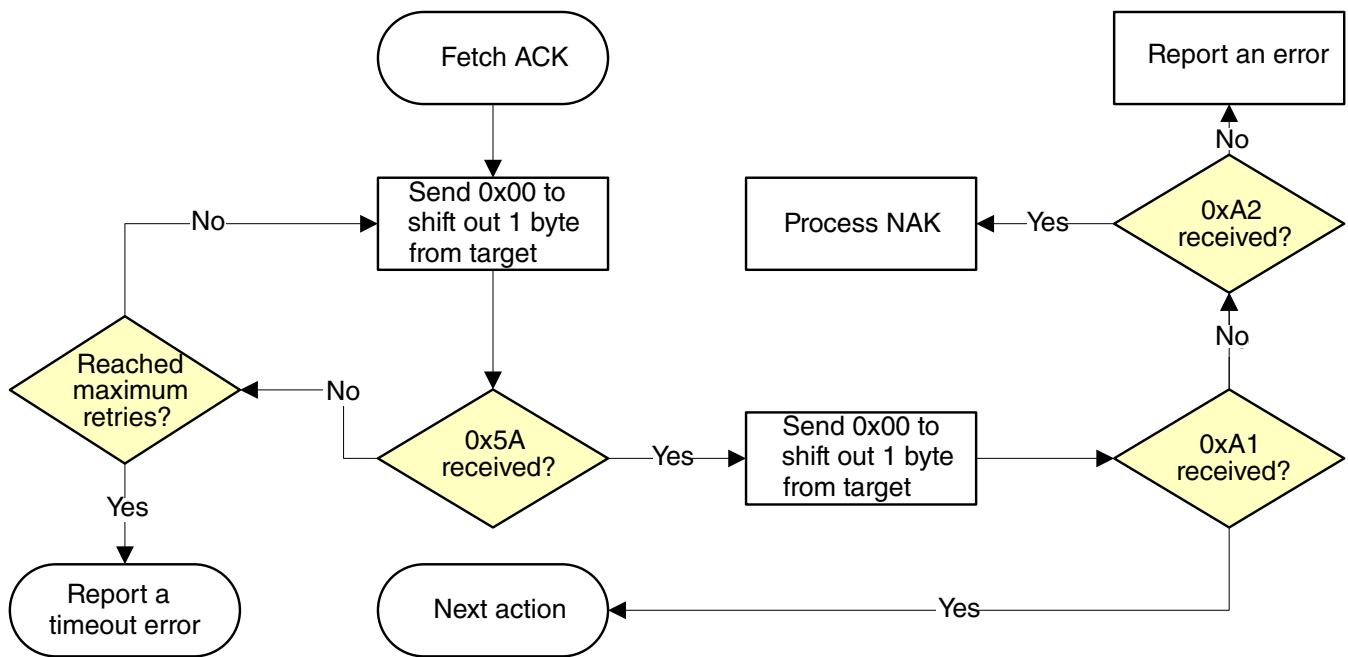 Fetch ACK
Report an error
No
Send 0x00 to
shift out 1 byte
from target
No
Process NAK
Yes
0xA2
received?
Reached
maximum
retries?
No
No
0x5A
received?
Yes
Send 0x00 to
shift out 1 byte
from target
0xA1
received?
Yes
Report a
timeout error
Next action
Yes